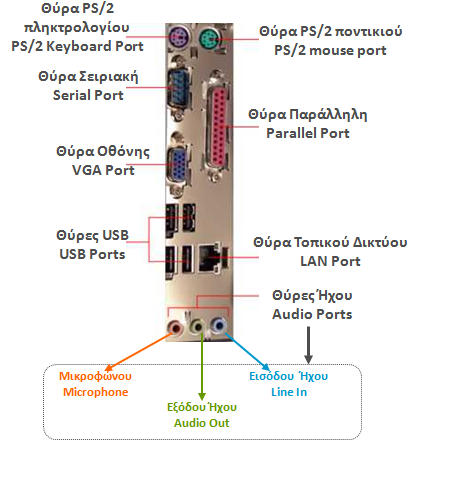 Θύρα PS/2
πληκτρολογίου
PS/2 Keyboard Port
Θύρα PS/2 ποντικιού
PS/2 mouse port
Θύρα Σειριακή
Serial Port
Θύρα Παράλληλη
Parallel Port
Θύρα Οθόνης
VGA Port
Θύρες USB
USB Ports
Θύρα Τοπικού Δικτύου
LAN Port
Θύρες Ήχου
Audio Ports
Μικροφώνου
Microphone
Εξόδου Ήχου
Audio Out
Εισόδου Ήχου
Line In